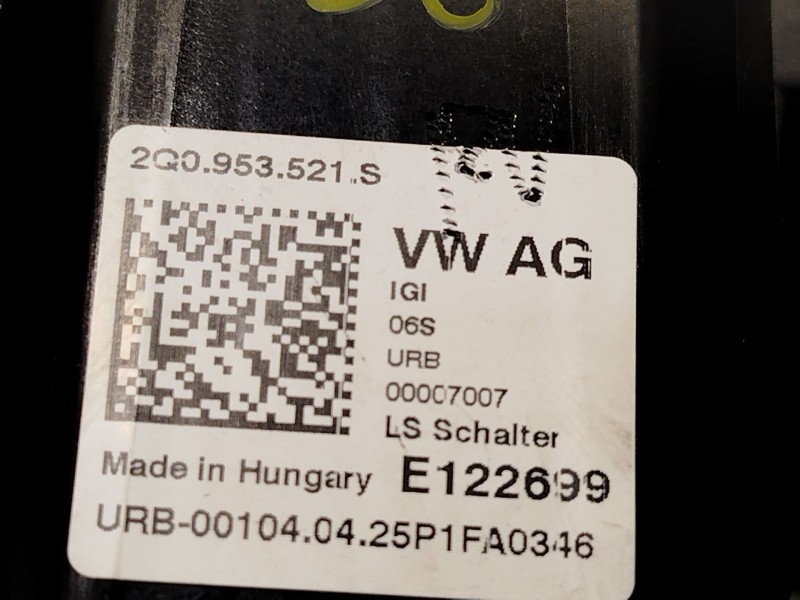 2Q0.953.521.S
VW AG
IGI
06S
URB
00007007
LS Schalter
Made in Hungary E122699
URB-00104.04.25P1FA0346